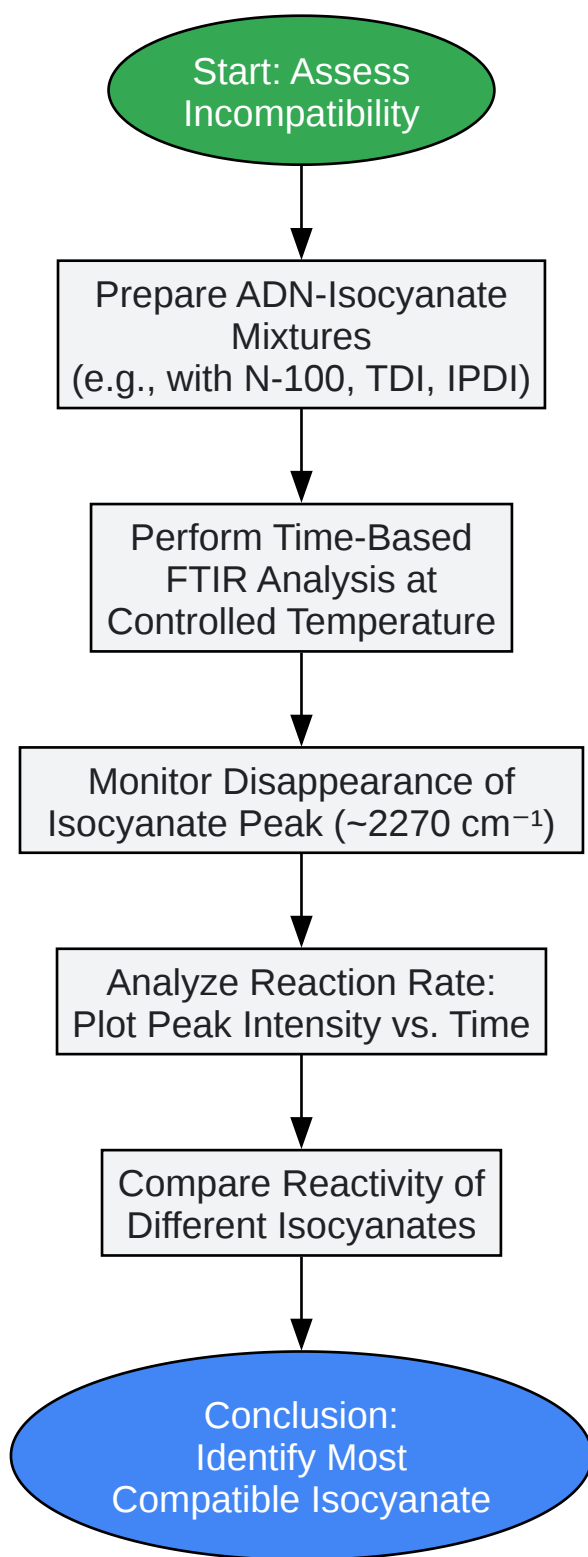 Start: Assess
Incompatibility
Prepare ADN-Isocyanate
Mixtures
(e.g., with N-100, TDI, IPDI)
Perform Time-Based
FTIR Analysis at
Controlled Temperature
Monitor Disappearance of
Isocyanate Peak (~2270 cm⁻¹)
Analyze Reaction Rate:
Plot Peak Intensity vs. Time
Compare Reactivity of
Different Isocyanates
Conclusion:
Identify Most
Compatible Isocyanate